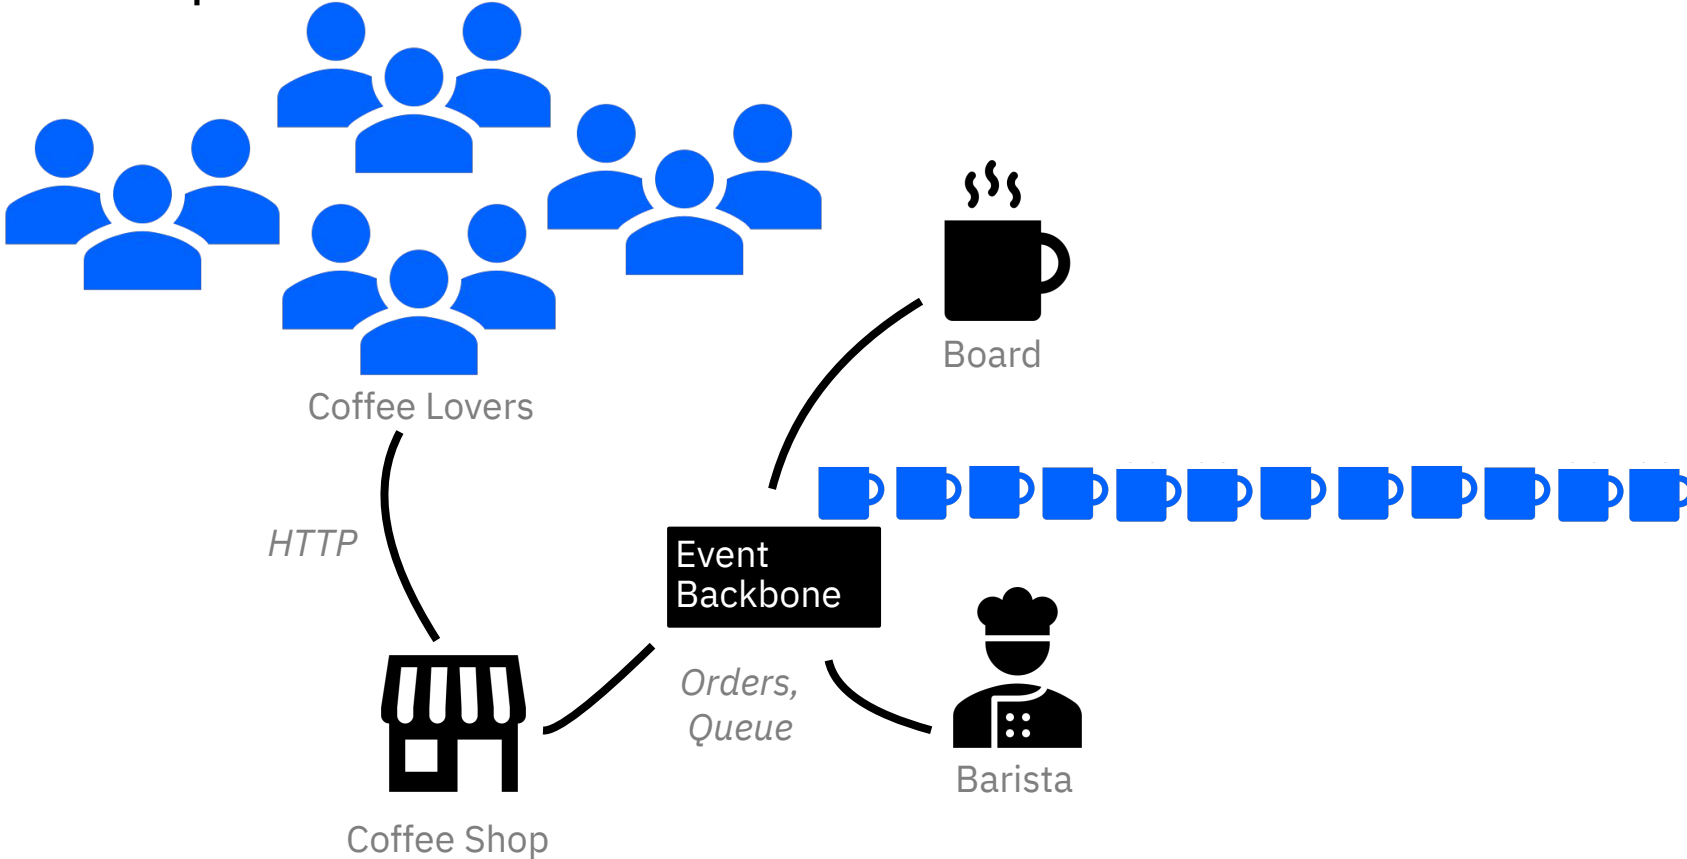 Board
Coffee Lovers
HTTP
Event
Backbone
Orders,
Queue
Barista
Coffee Shop